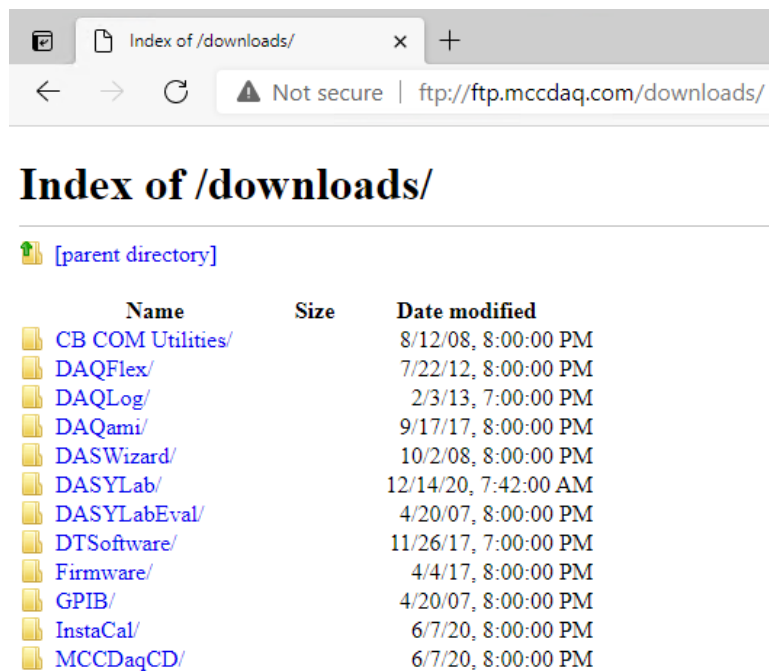 Index of /downloads/
Not secure | ftp://ftp.mccdaq.com/downloads/
Index of /downloads/
[parent directory]
Name Size Date modified
CB COM Utilities/ 8/12/08, 8:00:00 PM
DAQFlex/ 7/22/12, 8:00:00 PM
DAQLog/ 2/3/13, 7:00:00 PM
DAQami/ 9/17/17, 8:00:00 PM
DASWizard/ 10/2/08, 8:00:00 PM
DASYLab/ 12/14/20, 7:42:00 AM
DASYLabEval/ 4/20/07, 8:00:00 PM
DTSoftware/ 11/26/17, 7:00:00 PM
Firmware/ 4/4/17, 8:00:00 PM
GPIB/ 4/20/07, 8:00:00 PM
InstaCal/ 6/7/20, 8:00:00 PM
MCCDaqCD/ 6/7/20, 8:00:00 PM